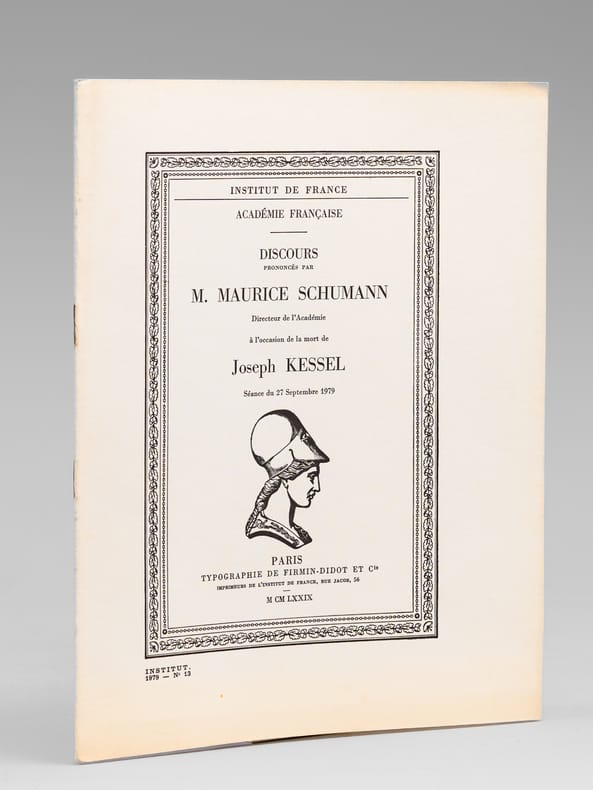 INSTITUT DE FRANCE
ACADÉMIE FRANÇAISE
DISCOURS
PRONONCÉS PAR
M. MAURICE SCHUMANN
Directeur de l'Académie
à l'occasion de la mort de
Joseph KESSEL
Séance du 27 Septembre 1979
PARIS
TYPOGRAPHIE DE FIRMIN-DIDOT ET Cie
IMPRIMEURS DE L'INSTITUT DE FRANCE, RUE JACOB, 56
M CM LXXIX
INSTITUT.
1979 — No 13